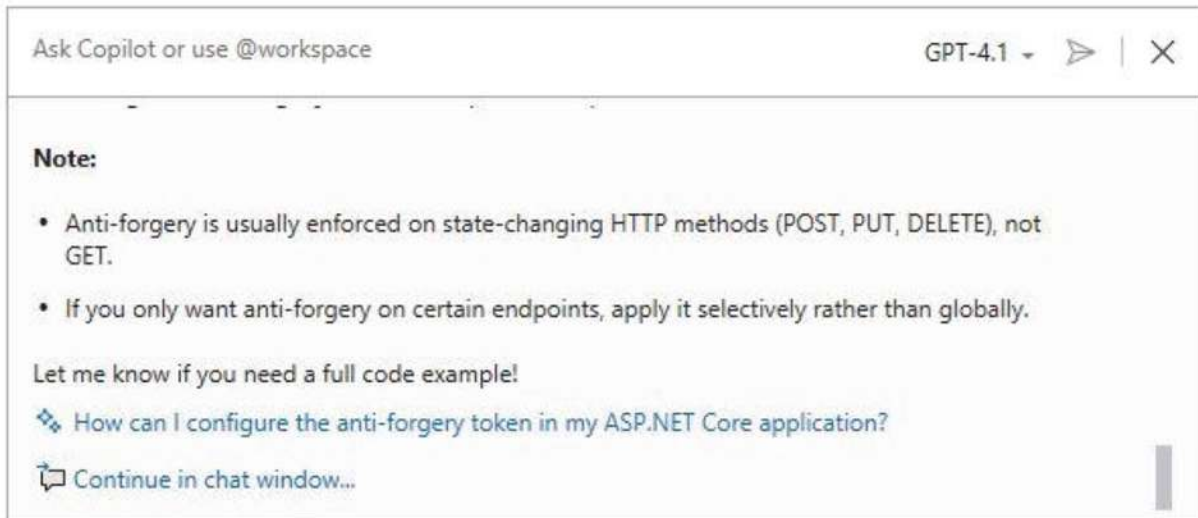 Ask Copilot or use @workspace
GPT-4.1
Note:
• Anti-forgery is usually enforced on state-changing HTTP methods (POST, PUT, DELETE), not
GET.
• If you only want anti-forgery on certain endpoints, apply it selectively rather than globally.
Let me know if you need a full code example!
How can I configure the anti-forgery token in my ASP.NET Core application?
Continue in chat window...